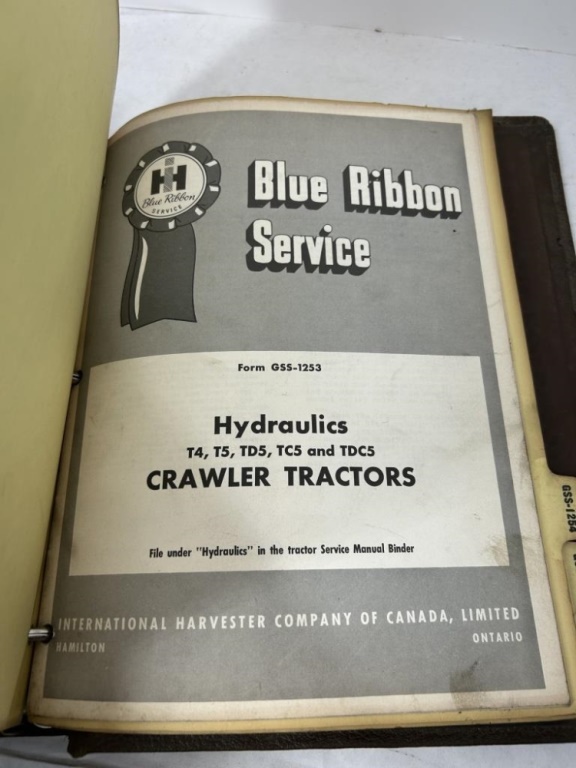 IH
Blue Ribbon
SERVICE
Blue Ribbon
Service
Form GSS-1253
Hydraulics
T4, T5, TD5, TC5 and TDC5
CRAWLER TRACTORS
File under "Hydraulics" in the tractor Service Manual Binder
INTERNATIONAL HARVESTER COMPANY OF CANADA, LIMITED
HAMILTON
ONTARIO
GSS-1254